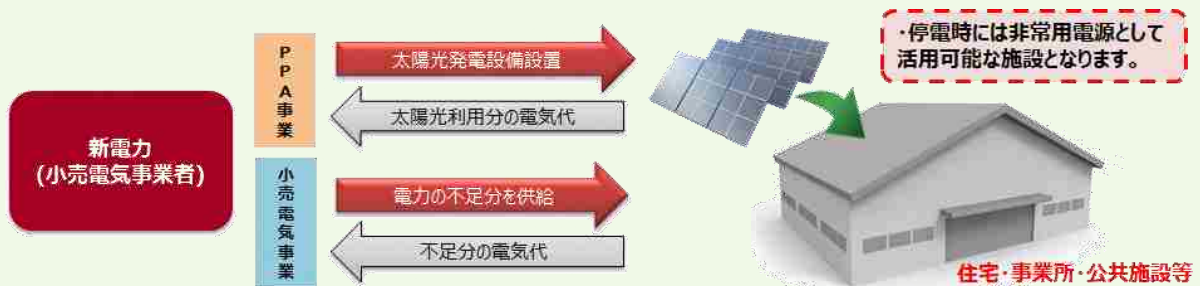 新電力
(小売電気事業者)
PPA事業
太陽光発電設備設置
太陽光利用分の電気代
小売電気事業
電力の不足分を供給
不足分の電気代
・停電時には非常用電源として
活用可能な施設となります。
住宅・事業所・公共施設等